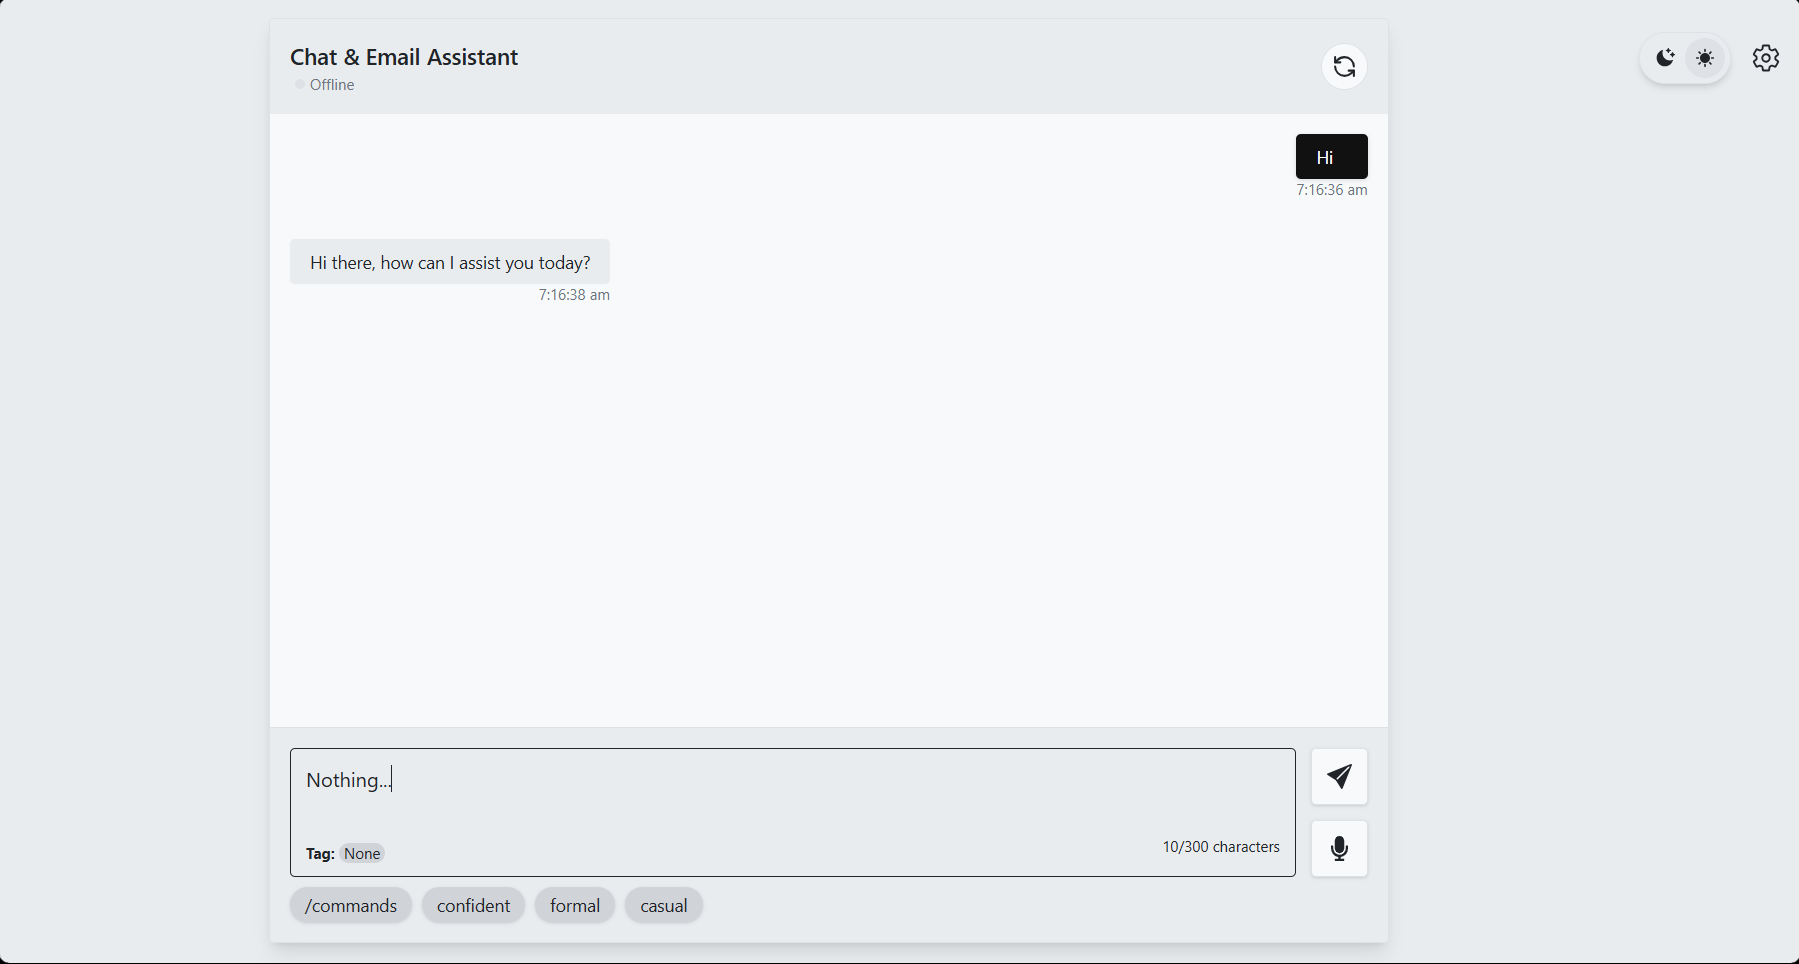 Chat & Email Assistant
Offline
Hi
7:16:36 am
Hi there, how can I assist you today?
7:16:38 am
Nothing...
Tag: None
10/300 characters
/commands
confident
formal
casual